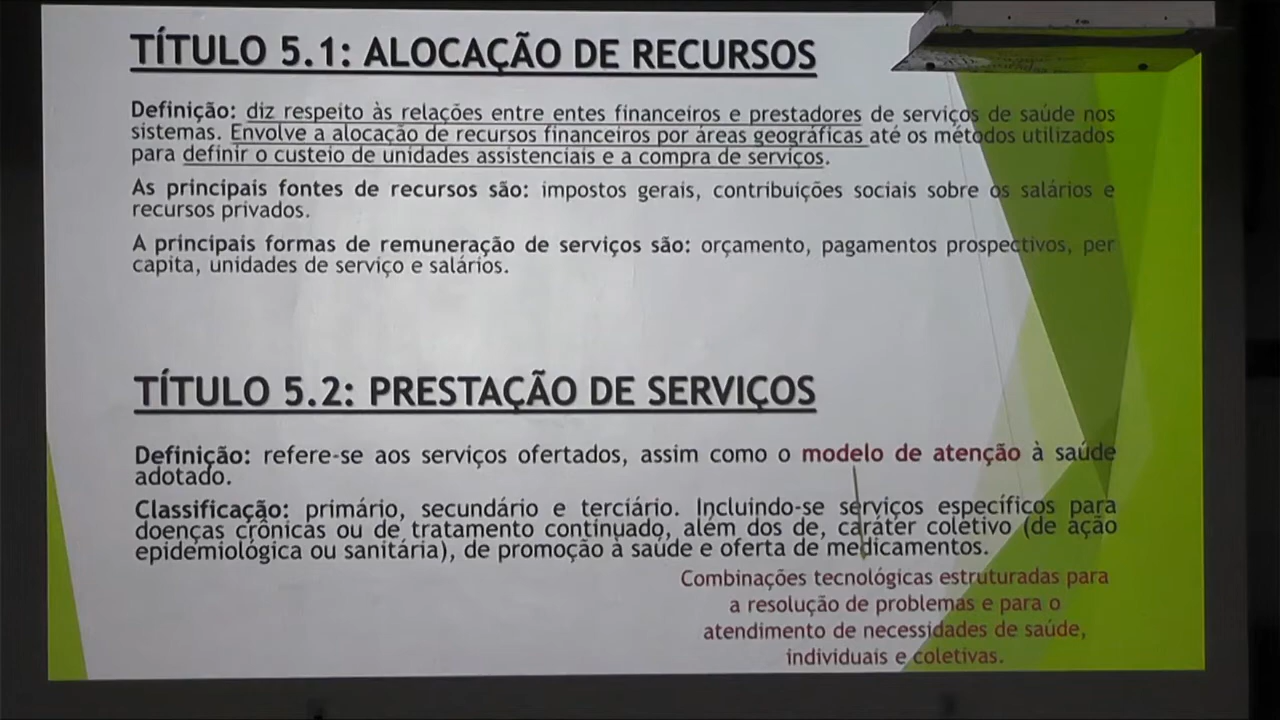 TÍTULO 5.1: ALOCAÇÃO DE RECURSOS
Definição: diz respeito às relações entre entes financeiros e prestadores de serviços de saúde nos
sistemas. Envolve a alocação de recursos financeiros por áreas geográficas até os métodos utilizados
para definir o custeio de unidades assistenciais e a compra de serviços.
As principais fontes de recursos são: impostos gerais, contribuições sociais sobre os salários e
recursos privados.
A principais formas de remuneração de serviços são: orçamento, pagamentos prospectivos, per
capita, unidades de serviço e salários.
TÍTULO 5.2: PRESTAÇÃO DE SERVIÇOS
Definição: refere-se aos serviços ofertados, assim como o modelo de atenção à saúde
adotado.
Classificação: primário, secundário e terciário. Incluindo-se serviços específicos para
doenças crônicas ou de tratamento continuado, além dos de, caráter coletivo (de ação
epidemiológica ou sanitária), de promoção à saúde e oferta de medicamentos.
Combinações tecnológicas estruturadas para
a resolução de problemas e para o
atendimento de necessidades de saúde,
individuais e coletivas.